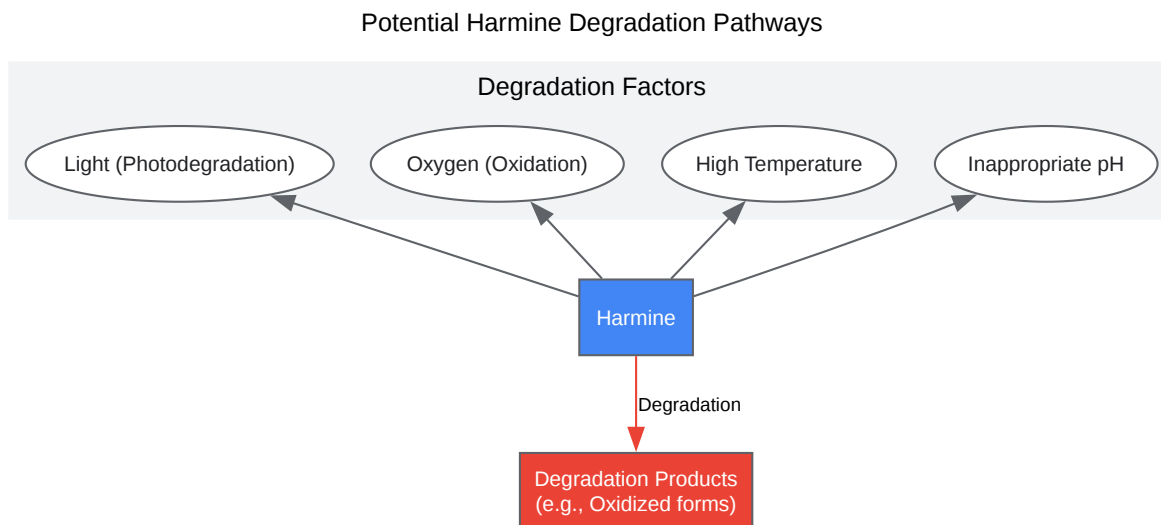 Potential Harmine Degradation Pathways
Degradation Factors
Light (Photodegradation)
Oxygen (Oxidation)
High Temperature
Inappropriate pH
Harmine
Degradation
Degradation Products
(e.g., Oxidized forms)